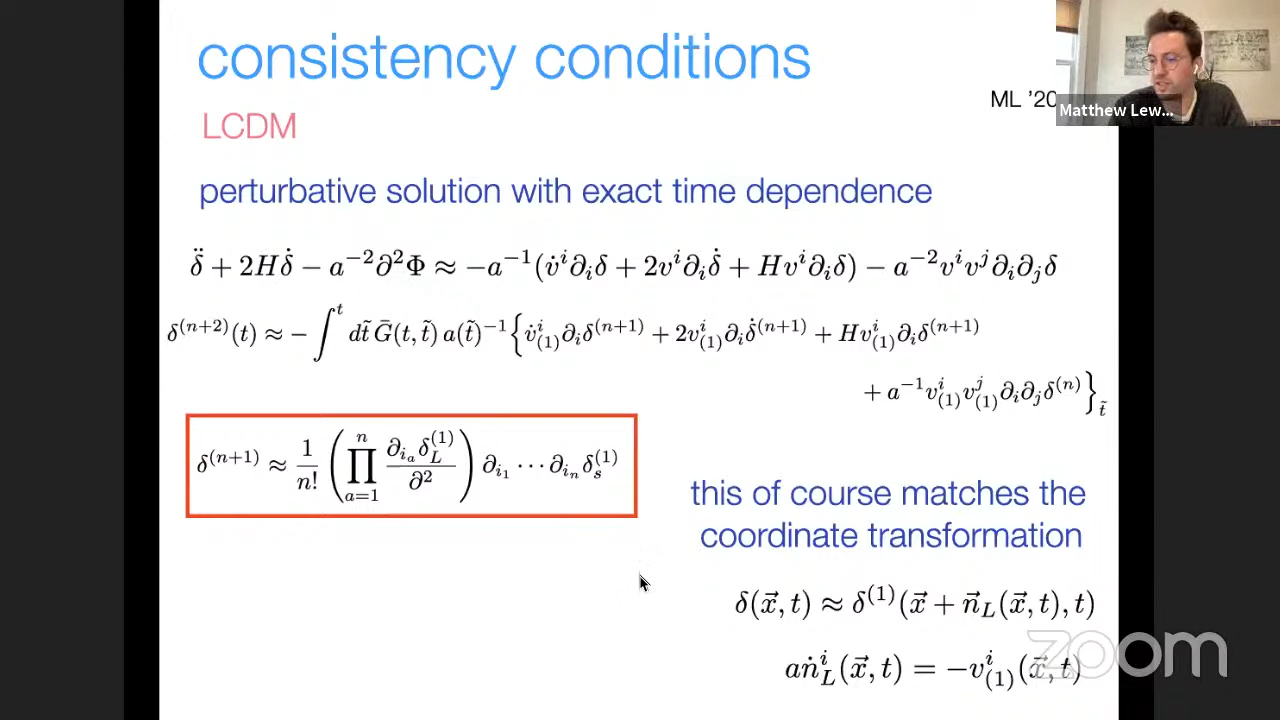 consistency conditions
ML '20
Matthew Lew...
LCDM
perturbative solution with exact time dependence
$\ddot{\delta} + 2H\dot{\delta} - a^{-2}\partial^2\Phi \approx -a^{-1}(\dot{v}^i\partial_i\delta + 2v^i\partial_i\dot{\delta} + Hv^i\partial_i\delta) - a^{-2}v^iv^j\partial_i\partial_j\delta$
$\delta^{(n+2)}(t) \approx -\int^t d\tilde{t}\,\bar{G}(t,\tilde{t})\,a(\tilde{t})^{-1}\Big\{\dot{v}^i_{(1)}\partial_i\delta^{(n+1)} + 2v^i_{(1)}\partial_i\dot{\delta}^{(n+1)} + Hv^i_{(1)}\partial_i\delta^{(n+1)}$
$+ a^{-1}v^i_{(1)}v^j_{(1)}\partial_i\partial_j\delta^{(n)}\Big\}_{\tilde{t}}$
$\delta^{(n+1)} \approx \frac{1}{n!}\left(\prod_{a=1}^{n}\frac{\partial_{i_a}\delta_L^{(1)}}{\partial^2}\right)\partial_{i_1}\cdots\partial_{i_n}\delta_s^{(1)}$
this of course matches the
coordinate transformation
$\delta(\vec{x},t) \approx \delta^{(1)}(\vec{x} + \vec{n}_L(\vec{x},t),t)$
$a\dot{n}^i_L(\vec{x},t) = -v^i_{(1)}(\vec{x},t)$
zoom